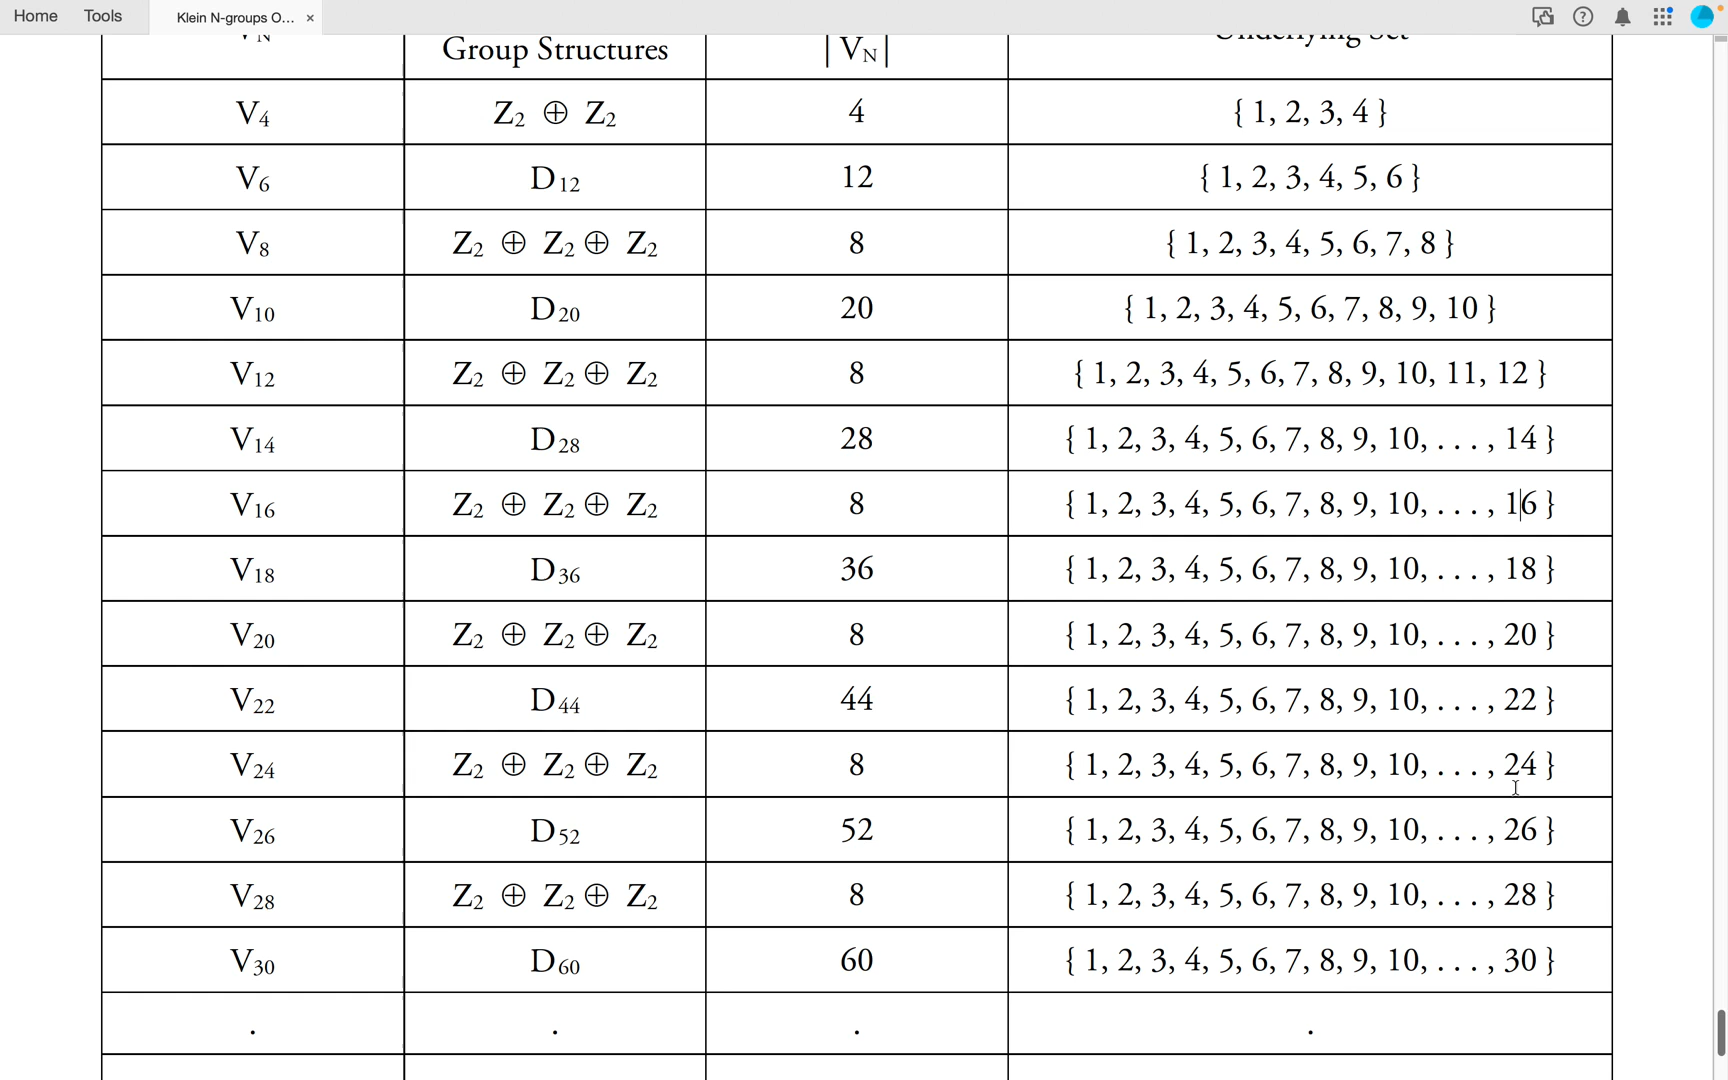 Home Tools Klein N-groups O... ×
V_N Group Structures |V_N| Underlying Set
V₄ Z₂ ⊕ Z₂ 4 { 1, 2, 3, 4 }
V₆ D₁₂ 12 { 1, 2, 3, 4, 5, 6 }
V₈ Z₂ ⊕ Z₂ ⊕ Z₂ 8 { 1, 2, 3, 4, 5, 6, 7, 8 }
V₁₀ D₂₀ 20 { 1, 2, 3, 4, 5, 6, 7, 8, 9, 10 }
V₁₂ Z₂ ⊕ Z₂ ⊕ Z₂ 8 { 1, 2, 3, 4, 5, 6, 7, 8, 9, 10, 11, 12 }
V₁₄ D₂₈ 28 { 1, 2, 3, 4, 5, 6, 7, 8, 9, 10, . . . , 14 }
V₁₆ Z₂ ⊕ Z₂ ⊕ Z₂ 8 { 1, 2, 3, 4, 5, 6, 7, 8, 9, 10, . . . , 16 }
V₁₈ D₃₆ 36 { 1, 2, 3, 4, 5, 6, 7, 8, 9, 10, . . . , 18 }
V₂₀ Z₂ ⊕ Z₂ ⊕ Z₂ 8 { 1, 2, 3, 4, 5, 6, 7, 8, 9, 10, . . . , 20 }
V₂₂ D₄₄ 44 { 1, 2, 3, 4, 5, 6, 7, 8, 9, 10, . . . , 22 }
V₂₄ Z₂ ⊕ Z₂ ⊕ Z₂ 8 { 1, 2, 3, 4, 5, 6, 7, 8, 9, 10, . . . , 24 }
V₂₆ D₅₂ 52 { 1, 2, 3, 4, 5, 6, 7, 8, 9, 10, . . . , 26 }
V₂₈ Z₂ ⊕ Z₂ ⊕ Z₂ 8 { 1, 2, 3, 4, 5, 6, 7, 8, 9, 10, . . . , 28 }
V₃₀ D₆₀ 60 { 1, 2, 3, 4, 5, 6, 7, 8, 9, 10, . . . , 30 }
. . . .